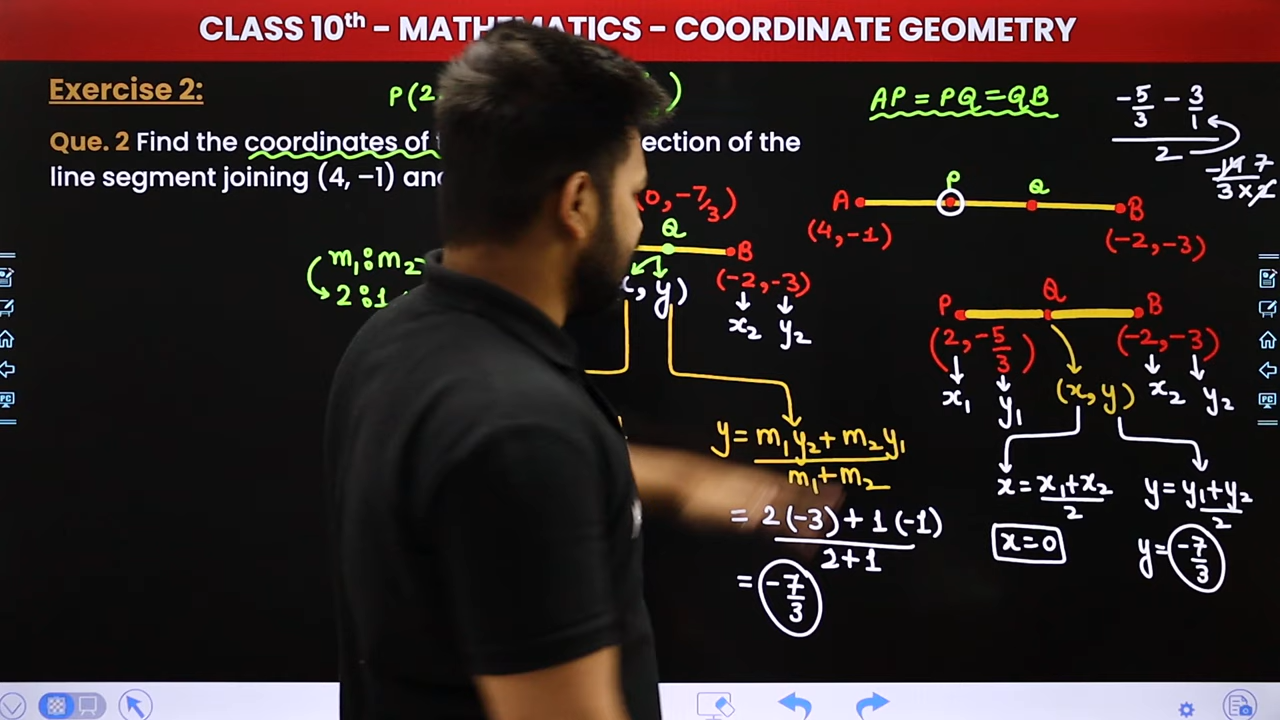 CLASS 10th - MATHEMATICS - COORDINATE GEOMETRY
Exercise 2:
P(2, )
AP = PQ = QB
-5/3 - 3/1
2
-14 7
3 × 2
Que. 2 Find the coordinates of ection of the
line segment joining (4, –1) and
(0, -7/3)
Q
B
m1 : m2
2 : 1
, y)
(-2, -3)
x2 y2
A P Q B
(4, -1) (-2, -3)
P Q B
(2, -5/3) (-2, -3)
x1 y1 (x, y) x2 y2
y = m1y2 + m2y1
m1 + m2
= 2(-3) + 1(-1)
2 + 1
= -7/3
x = x1 + x2
2
x = 0
y = y1 + y2
2
y = -7/3